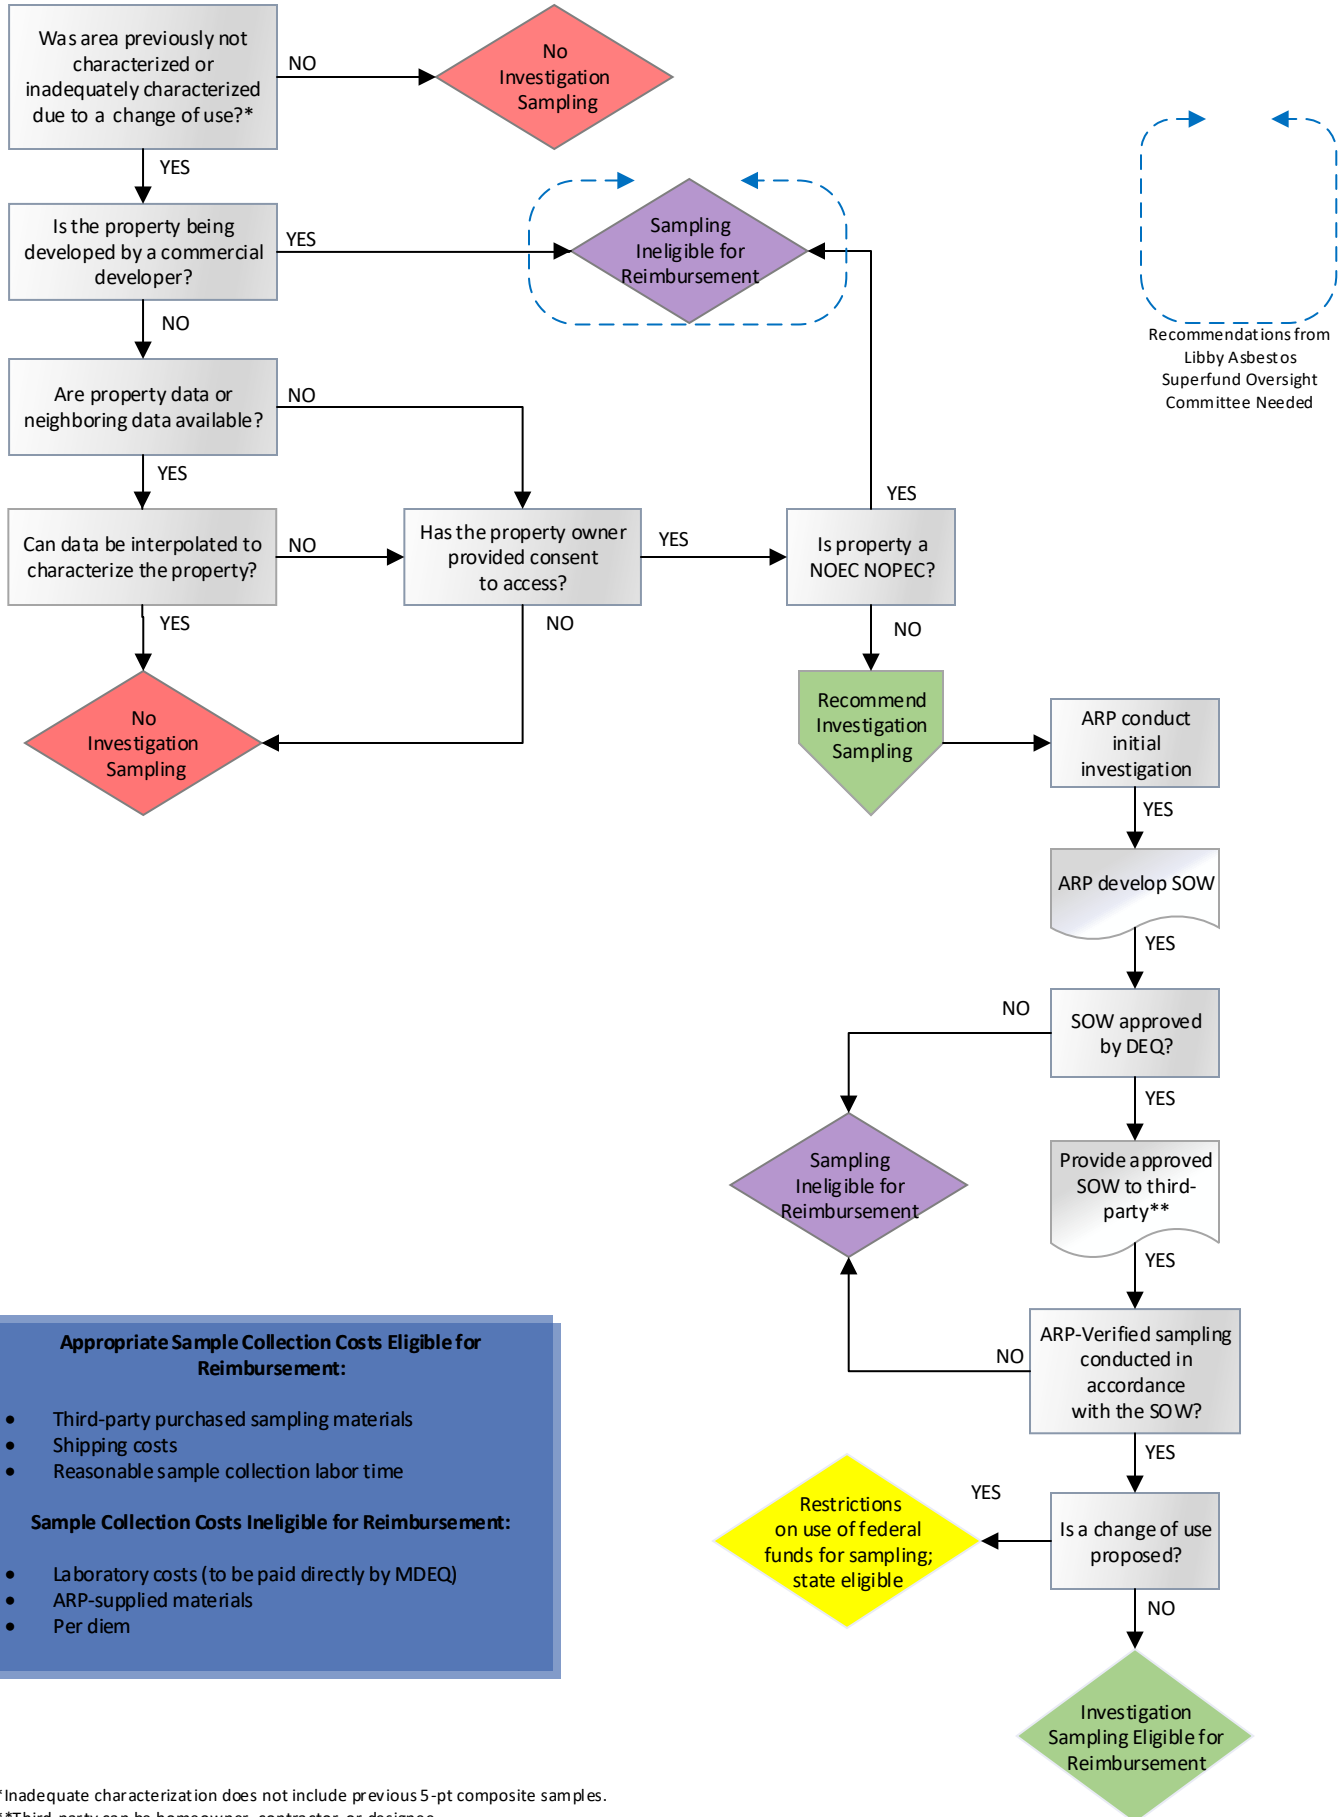 Was area previously not
characterized or
inadequately characterized
due to a change of use?*
NO
No
Investigation
Sampling
YES
Is the property being
developed by a commercial
developer?
YES
Sampling
Ineligible for
Reimbursement
Recommendations from
Libby Asbestos
Superfund Oversight
Committee Needed
NO
Are property data or
neighboring data available?
NO
YES
Can data be interpolated to
characterize the property?
NO
Has the property owner
provided consent
to access?
YES
Is property a
NOEC NOPEC?
YES
YES
NO
NO
No
Investigation
Sampling
Recommend
Investigation
Sampling
ARP conduct
initial
investigation
YES
ARP develop SOW
YES
SOW approved
by DEQ?
NO
YES
Sampling
Ineligible for
Reimbursement
Provide approved
SOW to third-
party**
YES
ARP-Verified sampling
conducted in
accordance
with the SOW?
NO
YES
Is a change of use
proposed?
YES
Restrictions
on use of federal
funds for sampling;
state eligible
NO
Investigation
Sampling Eligible for
Reimbursement
Appropriate Sample Collection Costs Eligible for
Reimbursement:
• Third-party purchased sampling materials
• Shipping costs
• Reasonable sample collection labor time
Sample Collection Costs Ineligible for Reimbursement:
• Laboratory costs (to be paid directly by MDEQ)
• ARP-supplied materials
• Per diem
*Inadequate characterization does not include previous 5-pt composite samples.
**Third-party can be homeowner, contractor, or designee